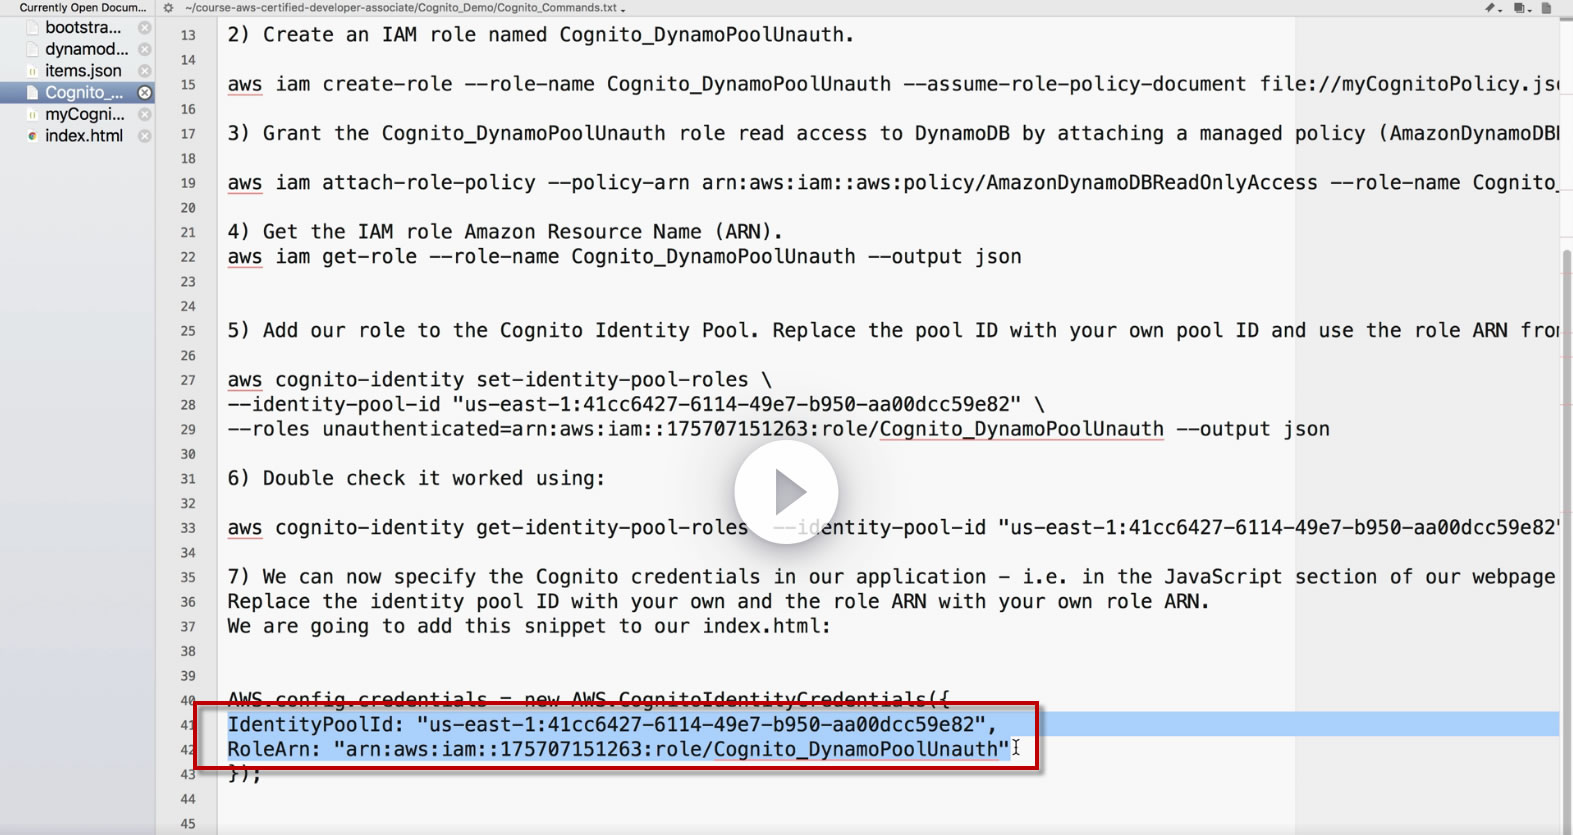 Currently Open Docum...
~/course-aws-certified-developer-associate/Cognito_Demo/Cognito_Commands.txt
bootstra...
dynamod...
items.json
Cognito_...
myCogni...
index.html
13 2) Create an IAM role named Cognito_DynamoPoolUnauth.
14
15 aws iam create-role --role-name Cognito_DynamoPoolUnauth --assume-role-policy-document file://myCognitoPolicy.jso
16
17 3) Grant the Cognito_DynamoPoolUnauth role read access to DynamoDB by attaching a managed policy (AmazonDynamoDB
18
19 aws iam attach-role-policy --policy-arn arn:aws:iam::aws:policy/AmazonDynamoDBReadOnlyAccess --role-name Cognito_
20
21 4) Get the IAM role Amazon Resource Name (ARN).
22 aws iam get-role --role-name Cognito_DynamoPoolUnauth --output json
23
24
25 5) Add our role to the Cognito Identity Pool. Replace the pool ID with your own pool ID and use the role ARN from
26
27 aws cognito-identity set-identity-pool-roles \
28 --identity-pool-id "us-east-1:41cc6427-6114-49e7-b950-aa00dcc59e82" \
29 --roles unauthenticated=arn:aws:iam::175707151263:role/Cognito_DynamoPoolUnauth --output json
30
31 6) Double check it worked using:
32
33 aws cognito-identity get-identity-pool-roles --identity-pool-id "us-east-1:41cc6427-6114-49e7-b950-aa00dcc59e82"
34
35 7) We can now specify the Cognito credentials in our application - i.e. in the JavaScript section of our webpage
36 Replace the identity pool ID with your own and the role ARN with your own role ARN.
37 We are going to add this snippet to our index.html:
38
39
40 AWS.config.credentials = new AWS.CognitoIdentityCredentials({
41 IdentityPoolId: "us-east-1:41cc6427-6114-49e7-b950-aa00dcc59e82",
42 RoleArn: "arn:aws:iam::175707151263:role/Cognito_DynamoPoolUnauth"
43 });
44
45